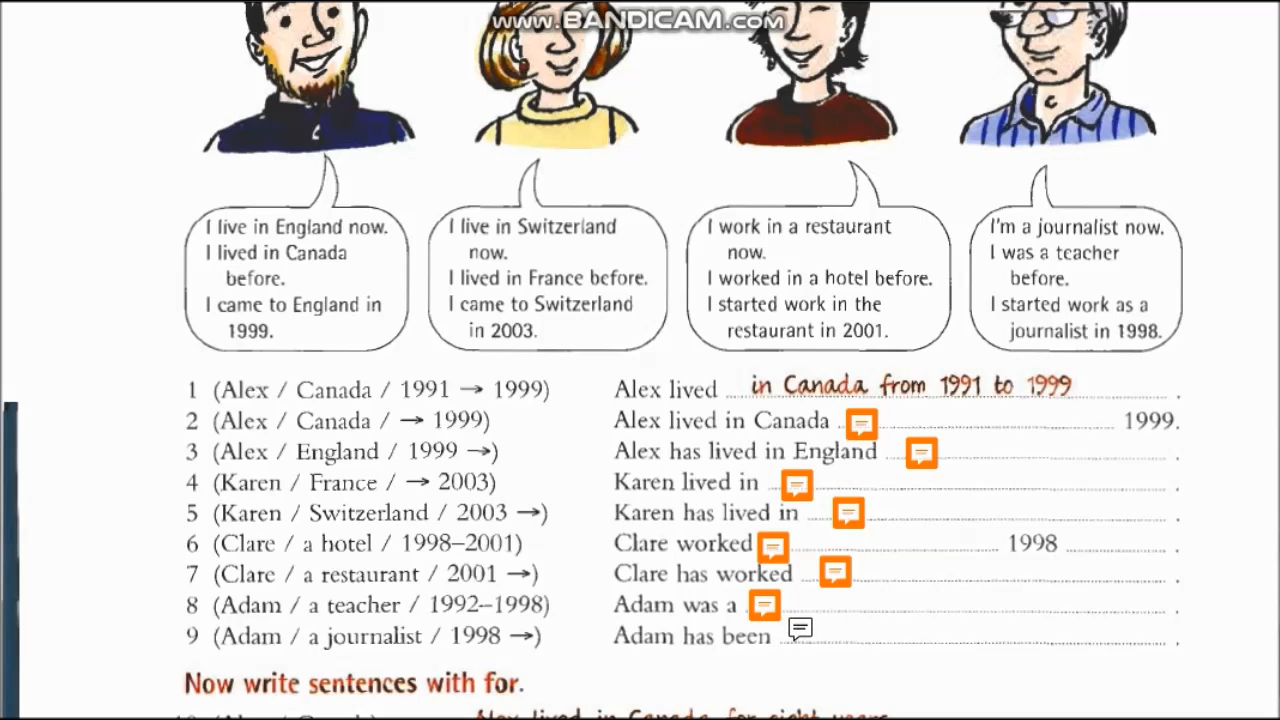 www.BANDICAM.com
I live in England now.
I lived in Canada
before.
I came to England in
1999.
I live in Switzerland
now.
I lived in France before.
I came to Switzerland
in 2003.
I work in a restaurant
now.
I worked in a hotel before.
I started work in the
restaurant in 2001.
I'm a journalist now.
I was a teacher
before.
I started work as a
journalist in 1998.
1 (Alex / Canada / 1991 → 1999) Alex lived in Canada from 1991 to 1999 .
2 (Alex / Canada / → 1999) Alex lived in Canada 1999.
3 (Alex / England / 1999 →) Alex has lived in England .
4 (Karen / France / → 2003) Karen lived in .
5 (Karen / Switzerland / 2003 →) Karen has lived in .
6 (Clare / a hotel / 1998–2001) Clare worked 1998 .
7 (Clare / a restaurant / 2001 →) Clare has worked .
8 (Adam / a teacher / 1992–1998) Adam was a .
9 (Adam / a journalist / 1998 →) Adam has been .
Now write sentences with for.
Alex lived in Canada for eight years